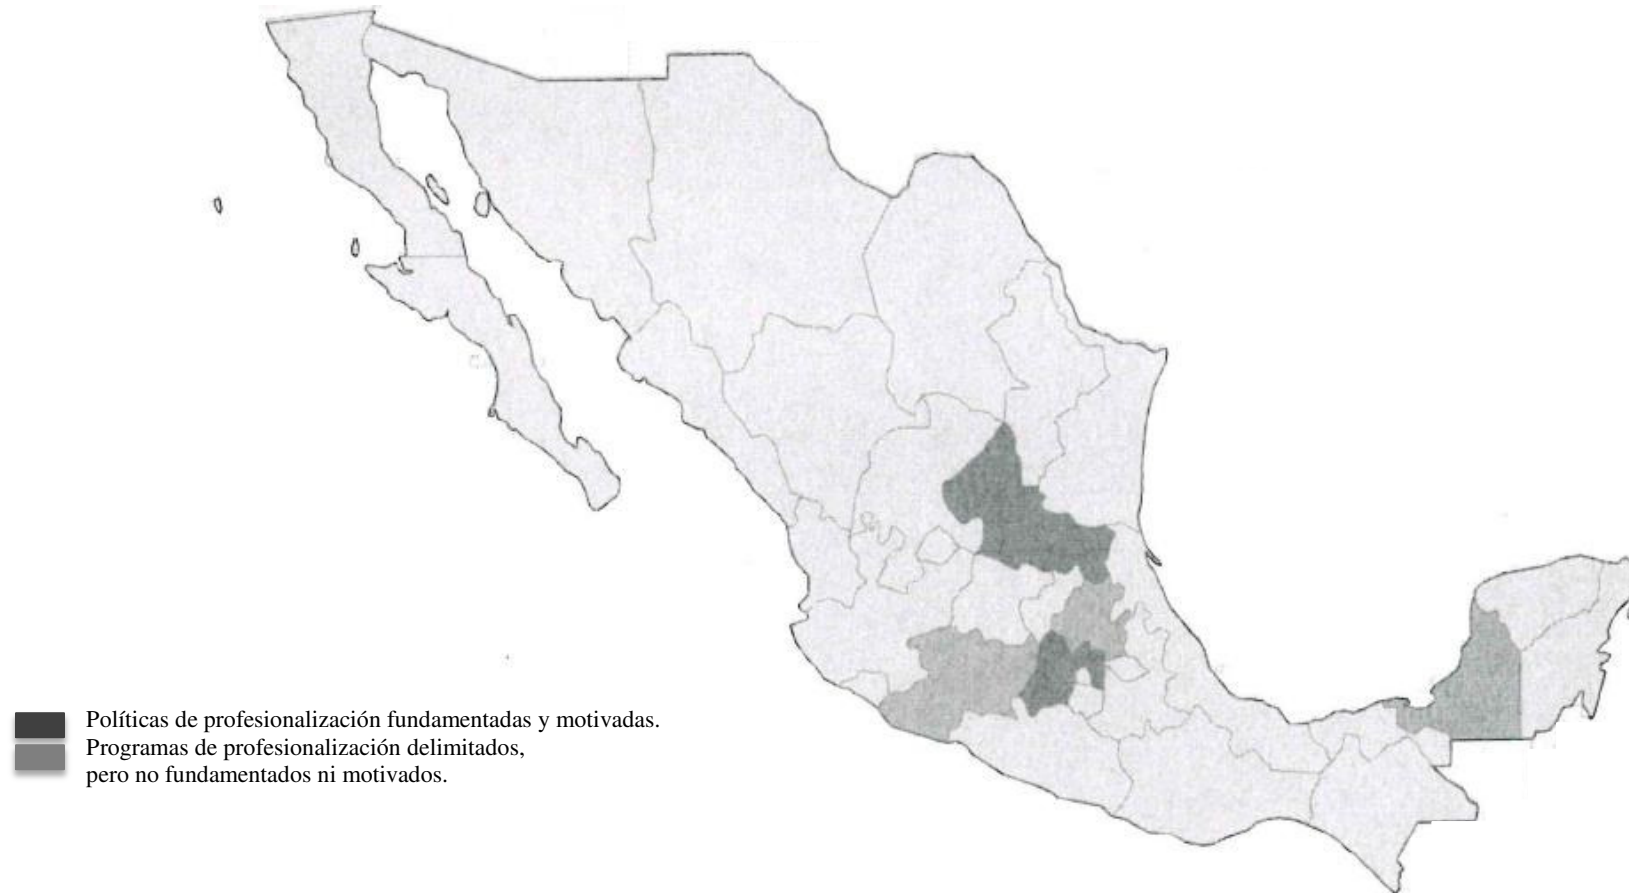 Políticas de profesionalización fundamentadas y motivadas.
Programas de profesionalización delimitados,
pero no fundamentados ni motivados.